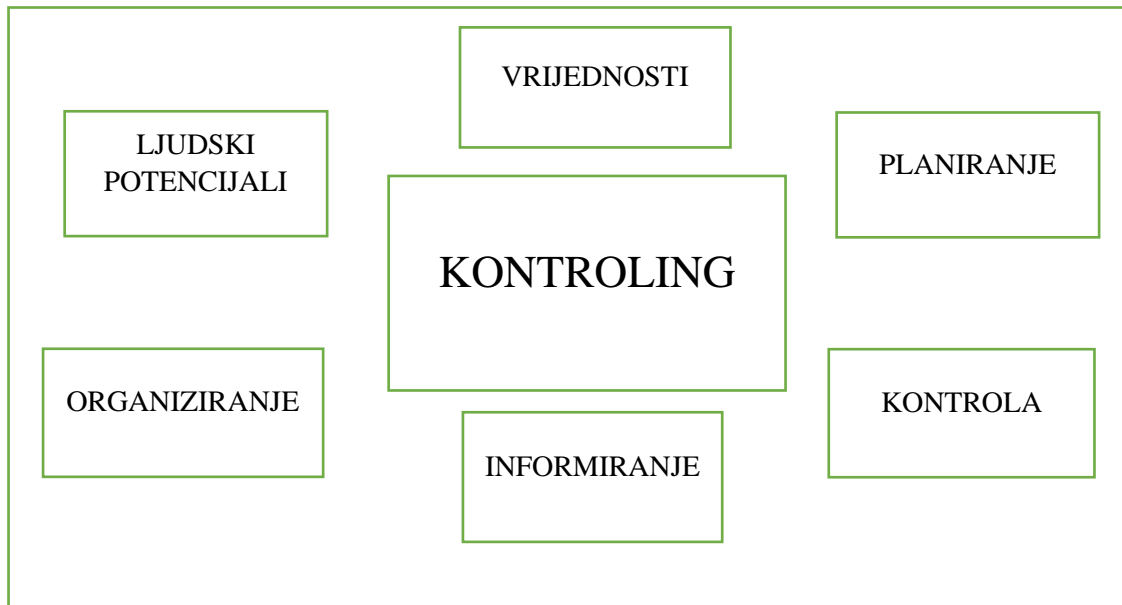 VRIJEDNOSTI
LJUDSKI
POTENCIJALI
PLANIRANJE
KONTROLING
ORGANIZIRANJE
KONTROLA
INFORMIRANJE